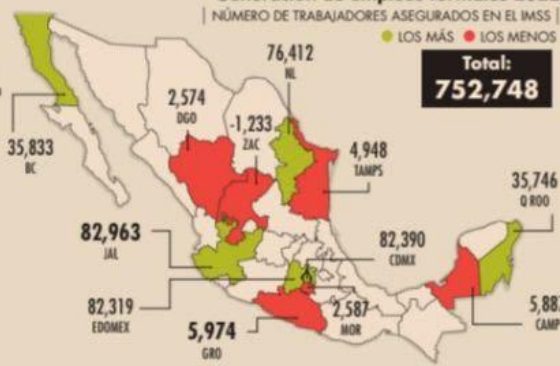 NÚMERO DE TRABAJADORES ASEGURADOS EN EL IMSS
LOS MÁS LOS MENOS
Total:
752,748
76,412
NL
2,574
DGO
-1,233
ZAC
35,833
BC
4,948
TAMPS
35,746
Q ROO
82,963
JAL
82,390
CDMX
82,319
EDOMEX
2,587
MOR
5,974
GRO
CAMP